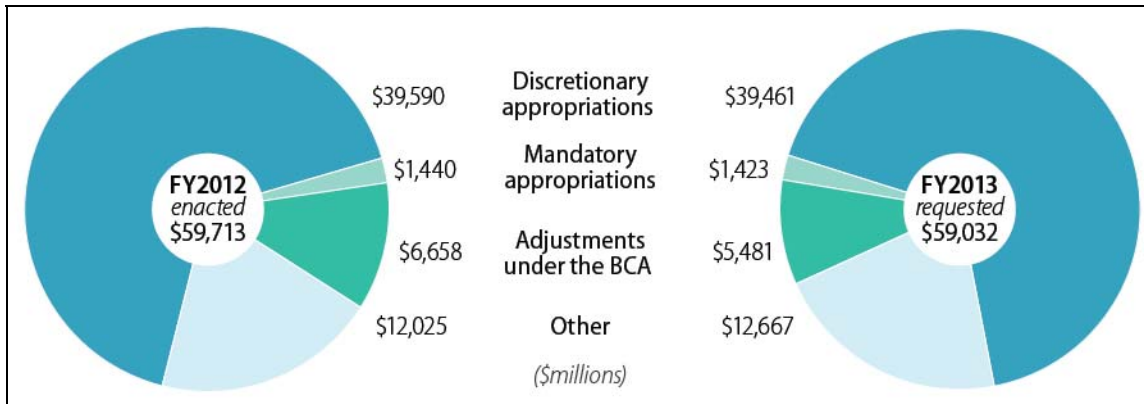 FY2012
enacted
$59,713
$39,590
Discretionary
appropriations
$39,461
$1,440
Mandatory
appropriations
$1,423
$6,658
Adjustments
under the BCA
$5,481
$12,025
Other
$12,667
($millions)
FY2013
requested
$59,032